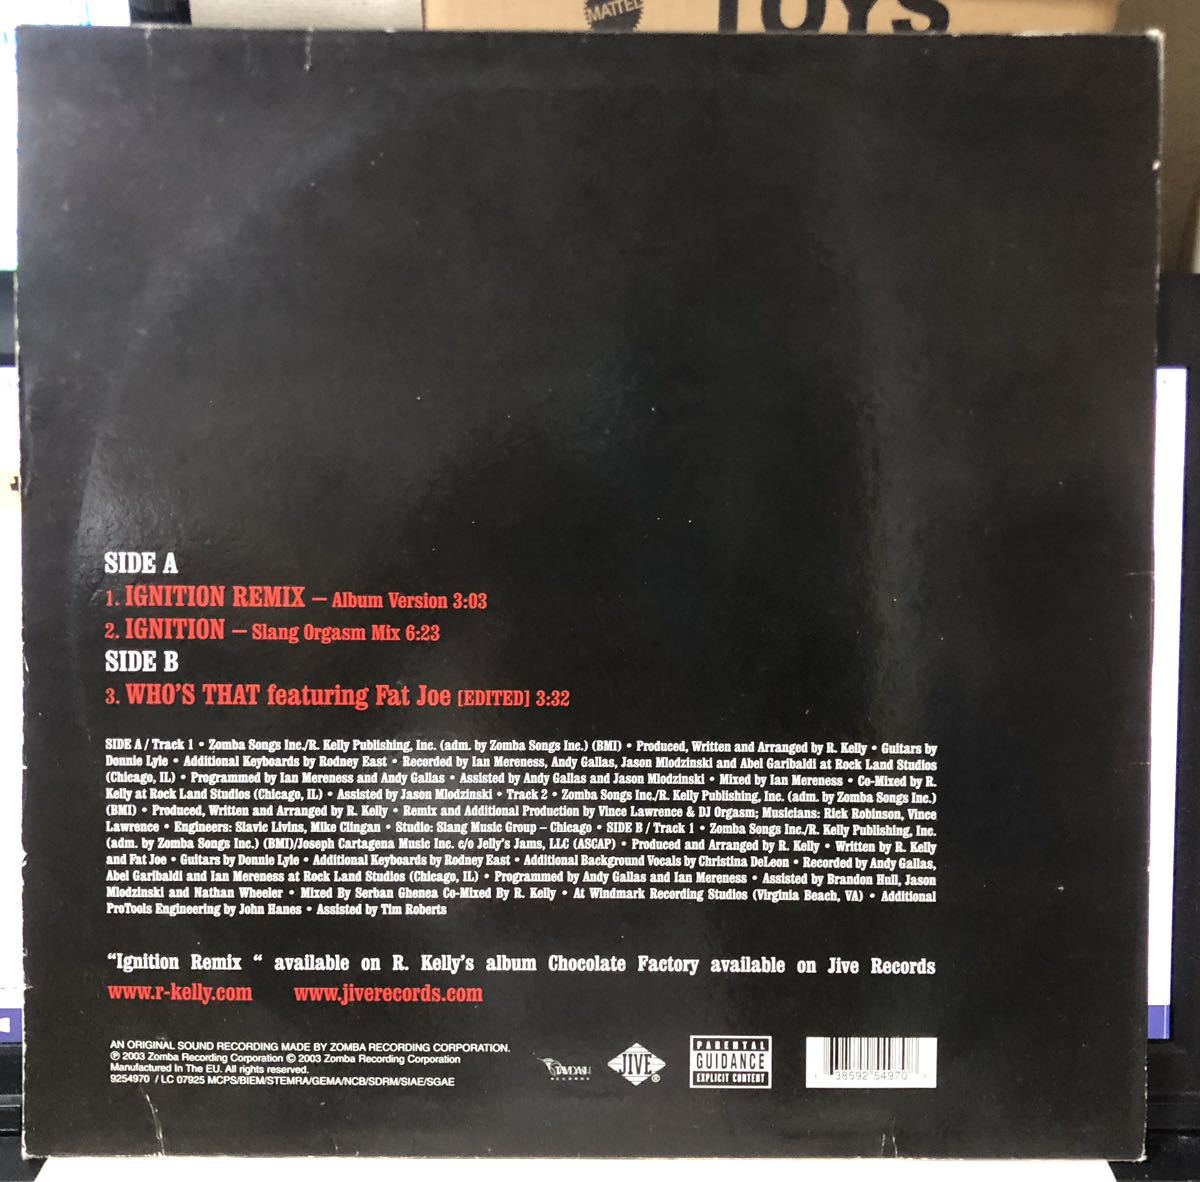 MATTEL
TOYS
SIDE A
1. IGNITION REMIX – Album Version 3:03
2. IGNITION – Slang Orgasm Mix 6:23
SIDE B
3. WHO'S THAT featuring Fat Joe [EDITED] 3:32
SIDE A / Track 1 • Zomba Songs Inc./R. Kelly Publishing, Inc. (adm. by Zomba Songs Inc.) (BMI) • Produced, Written and Arranged by R. Kelly • Guitars by
Donnie Lyle • Additional Keyboards by Rodney East • Recorded by Ian Mereness, Andy Gallas, Jason Mlodzinski and Abel Garibaldi at Rock Land Studios
(Chicago, IL) • Programmed by Ian Mereness and Andy Gallas • Assisted by Andy Gallas and Jason Mlodzinski • Mixed by Ian Mereness • Co-Mixed by R.
Kelly at Rock Land Studios (Chicago, IL) • Assisted by Jason Mlodzinski • Track 2 • Zomba Songs Inc./R. Kelly Publishing, Inc. (adm. by Zomba Songs Inc.)
(BMI) • Produced, Written and Arranged by R. Kelly • Remix and Additional Production by Vince Lawrence & DJ Orgasm; Musicians: Rick Robinson, Vince
Lawrence • Engineers: Slavic Livins, Mike Clingan • Studio: Slang Music Group – Chicago • SIDE B / Track 1 • Zomba Songs Inc./R. Kelly Publishing, Inc.
(adm. by Zomba Songs Inc.) (BMI)/Joseph Cartagena Music Inc. c/o Jelly's Jams, LLC (ASCAP) • Produced and Arranged by R. Kelly • Written by R. Kelly
and Fat Joe • Guitars by Donnie Lyle • Additional Keyboards by Rodney East • Additional Background Vocals by Christina DeLeon • Recorded by Andy Gallas,
Abel Garibaldi and Ian Mereness at Rock Land Studios (Chicago, IL) • Programmed by Andy Gallas and Ian Mereness • Assisted by Brandon Hull, Jason
Mlodzinski and Nathan Wheeler • Mixed By Serban Ghenea Co-Mixed By R. Kelly • At Windmark Recording Studios (Virginia Beach, VA) • Additional
ProTools Engineering by John Hanes • Assisted by Tim Roberts
"Ignition Remix " available on R. Kelly's album Chocolate Factory available on Jive Records
www.r-kelly.com www.jiverecords.com
AN ORIGINAL SOUND RECORDING MADE BY ZOMBA RECORDING CORPORATION.
℗ 2003 Zomba Recording Corporation © 2003 Zomba Recording Corporation
Manufactured In The EU. All rights reserved.
9254970 / LC 07925 MCPS/BIEM/STEMRA/GEMA/NCB/SDRM/SIAE/SGAE
RECORDS
JIVE ®
PARENTAL
GUIDANCE
EXPLICIT CONTENT
38592 54970